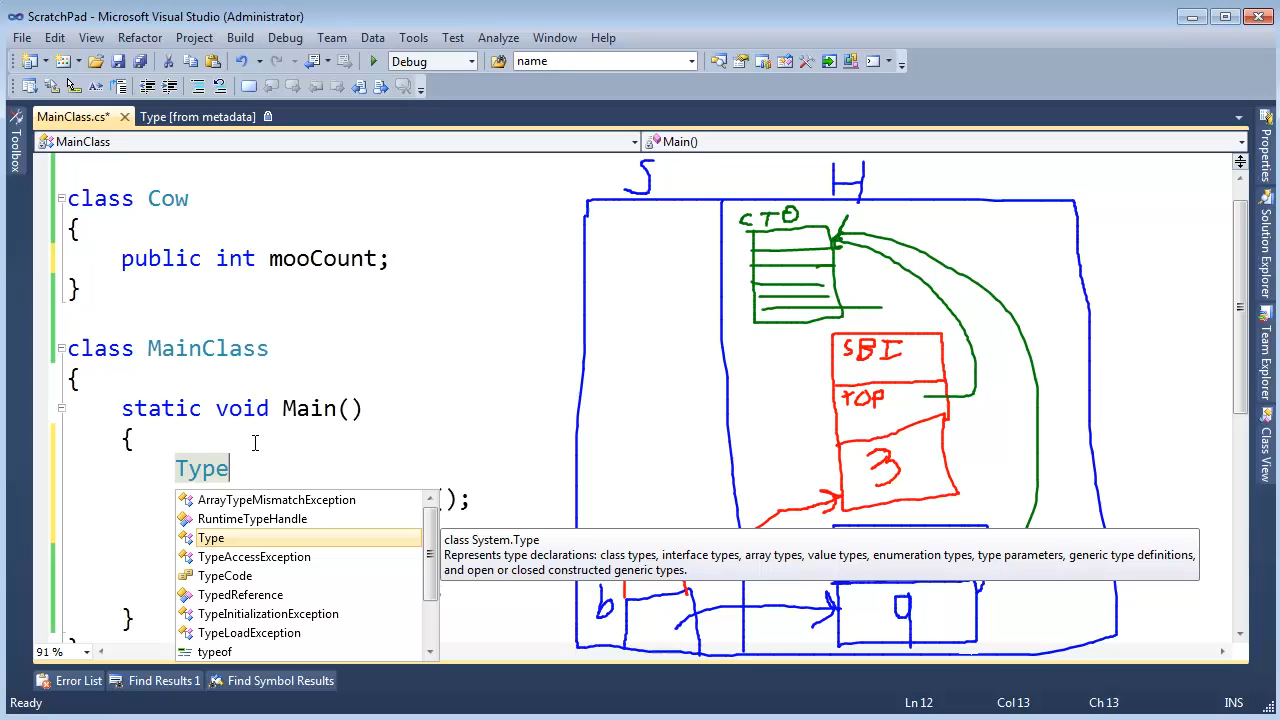 ScratchPad - Microsoft Visual Studio (Administrator)
File Edit View Refactor Project Build Debug Team Data Tools Test Analyze Window Help
Debug name
MainClass.cs* Type [from metadata]
MainClass Main()
Toolbox
Properties
Solution Explorer
Team Explorer
Class View
class Cow
{
public int mooCount;
}
class MainClass
{
static void Main()
{
Type
();
}
ArrayTypeMismatchException
RuntimeTypeHandle
Type
TypeAccessException
TypeCode
TypedReference
TypeInitializationException
TypeLoadException
typeof
class System.Type
Represents type declarations: class types, interface types, array types, value types, enumeration types, type parameters, generic type definitions,
and open or closed constructed generic types.
S H
CTO
SBI
TOP
3
b 9
91 %
Error List Find Results 1 Find Symbol Results
Ready Ln 12 Col 13 Ch 13 INS